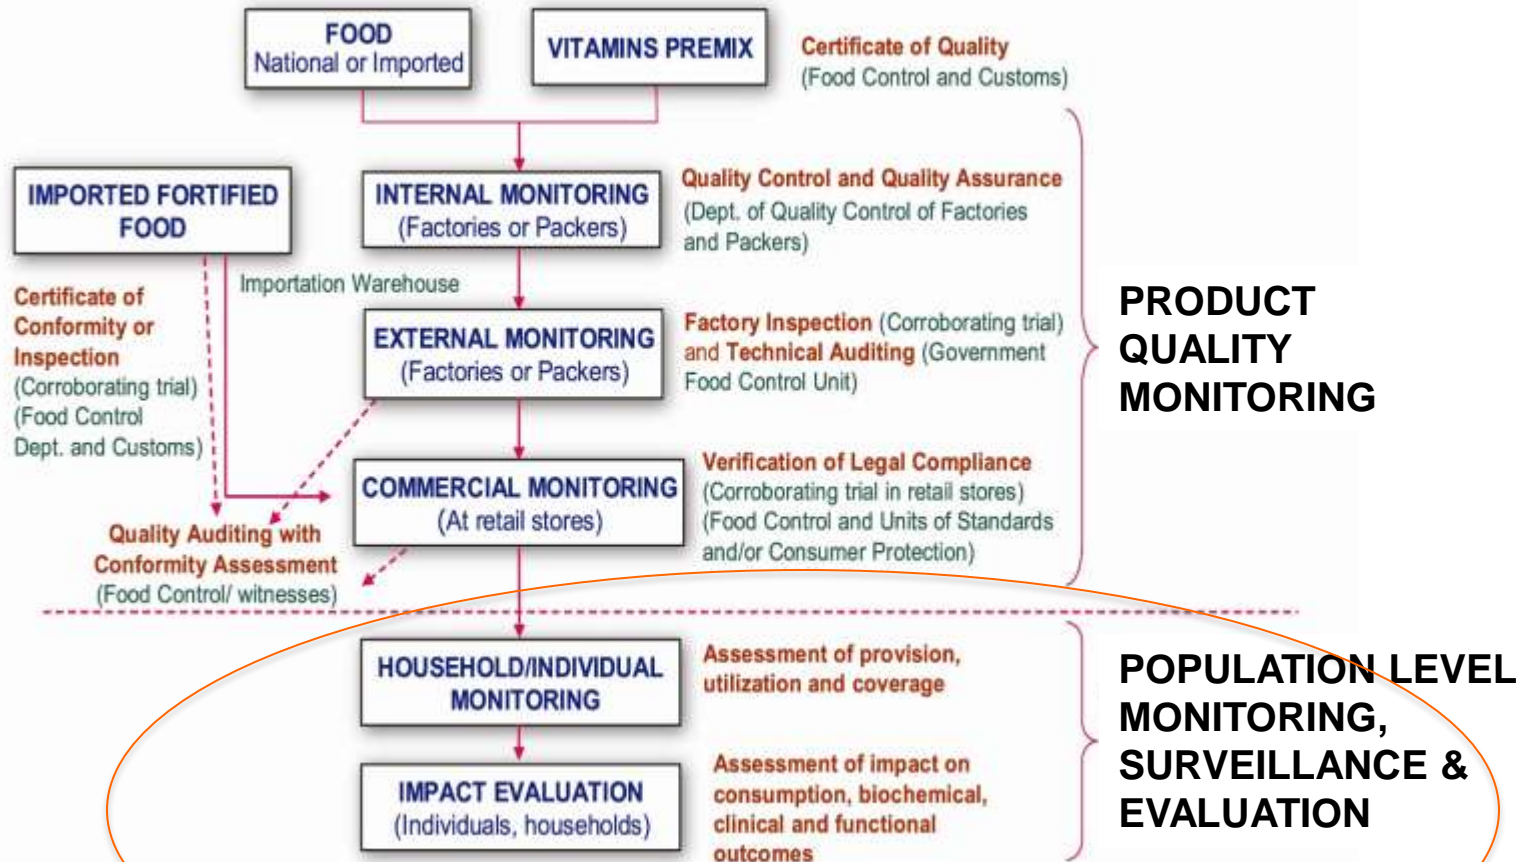 FOOD
National or Imported
VITAMINS PREMIX
Certificate of Quality
(Food Control and Customs)
IMPORTED FORTIFIED
FOOD
INTERNAL MONITORING
(Factories or Packers)
Quality Control and Quality Assurance
(Dept. of Quality Control of Factories
and Packers)
Importation Warehouse
Certificate of
Conformity or
Inspection
(Corroborating trial)
(Food Control
Dept. and Customs)
EXTERNAL MONITORING
(Factories or Packers)
Factory Inspection (Corroborating trial)
and Technical Auditing (Government
Food Control Unit)
PRODUCT
QUALITY
MONITORING
COMMERCIAL MONITORING
(At retail stores)
Verification of Legal Compliance
(Corroborating trial in retail stores)
(Food Control and Units of Standards
and/or Consumer Protection)
Quality Auditing with
Conformity Assessment
(Food Control/ witnesses)
HOUSEHOLD/INDIVIDUAL
MONITORING
Assessment of provision,
utilization and coverage
POPULATION LEVEL
MONITORING,
SURVEILLANCE &
EVALUATION
IMPACT EVALUATION
(Individuals, households)
Assessment of impact on
consumption, biochemical,
clinical and functional
outcomes